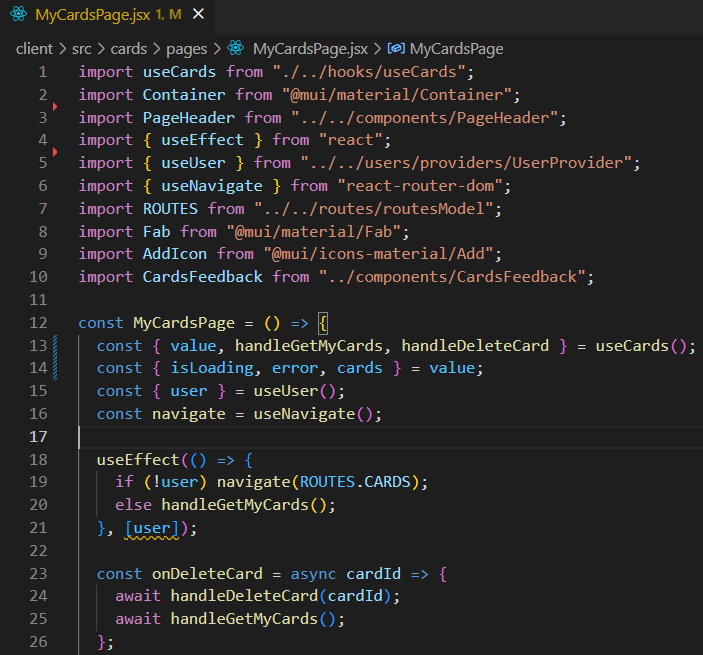 MyCardsPage.jsx 1, M
client > src > cards > pages > MyCardsPage.jsx > MyCardsPage
1 import useCards from "./../hooks/useCards";
2 import Container from "@mui/material/Container";
3 import PageHeader from "../../components/PageHeader";
4 import { useEffect } from "react";
5 import { useUser } from "../../users/providers/UserProvider";
6 import { useNavigate } from "react-router-dom";
7 import ROUTES from "../../routes/routesModel";
8 import Fab from "@mui/material/Fab";
9 import AddIcon from "@mui/icons-material/Add";
10 import CardsFeedback from "../components/CardsFeedback";
11
12 const MyCardsPage = () => {
13   const { value, handleGetMyCards, handleDeleteCard } = useCards();
14   const { isLoading, error, cards } = value;
15   const { user } = useUser();
16   const navigate = useNavigate();
17
18   useEffect(() => {
19     if (!user) navigate(ROUTES.CARDS);
20     else handleGetMyCards();
21   }, [user]);
22
23   const onDeleteCard = async cardId => {
24     await handleDeleteCard(cardId);
25     await handleGetMyCards();
26   };